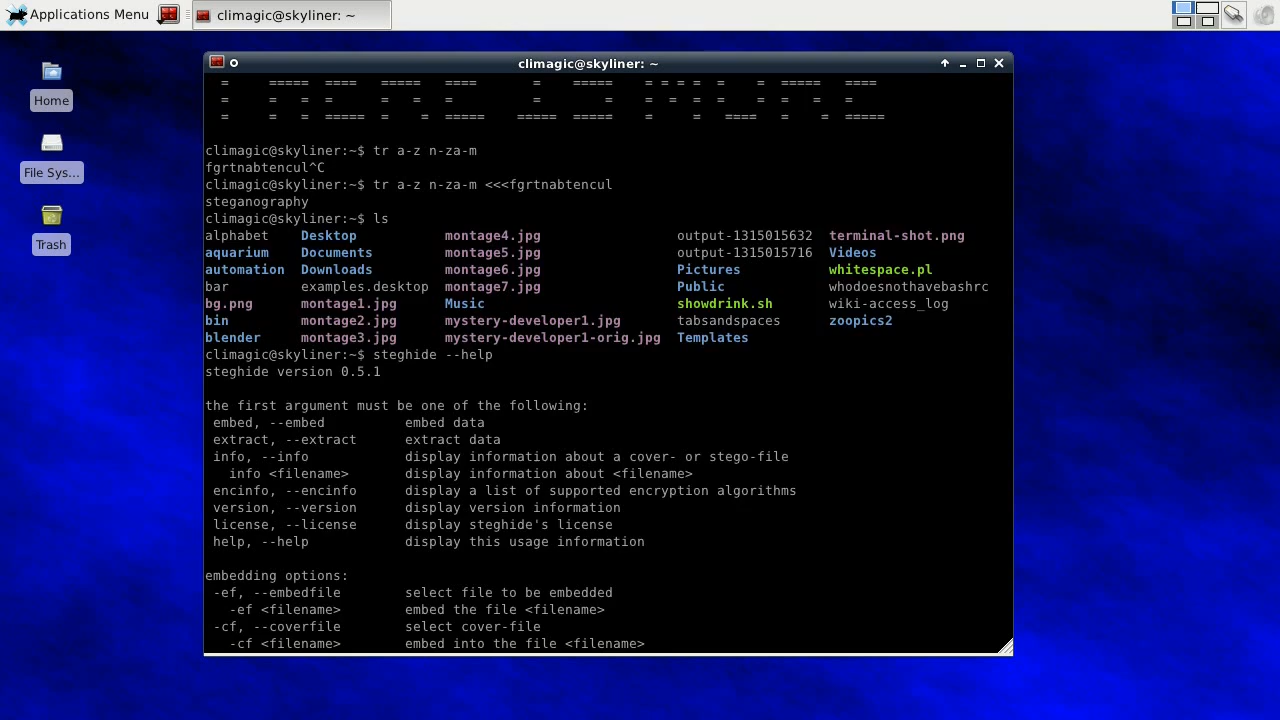 Applications Menu
climagic@skyliner: ~
climagic@skyliner: ~
Home
File Sys...
Trash
=     =====  ====   =====   ====       =     =====    = = = =  =    =  =====   ====
=     =   =  =      =    =  =          =         =    =  =  =  =    =  =   =   =
=     =   =  =====  =    =  =====    =====  =====    =     =   ====   =    =  =====
climagic@skyliner:~$ tr a-z n-za-m
fgrtnabtencul^C
climagic@skyliner:~$ tr a-z n-za-m <<<fgrtnabtencul
steganography
climagic@skyliner:~$ ls
alphabet    Desktop           montage4.jpg                 output-1315015632  terminal-shot.png
aquarium    Documents         montage5.jpg                 output-1315015716  Videos
automation  Downloads         montage6.jpg                 Pictures           whitespace.pl
bar         examples.desktop  montage7.jpg                 Public             whodoesnothavebashrc
bg.png      montage1.jpg      Music                        showdrink.sh       wiki-access_log
bin         montage2.jpg      mystery-developer1.jpg       tabsandspaces      zoopics2
blender     montage3.jpg      mystery-developer1-orig.jpg  Templates
climagic@skyliner:~$ steghide --help
steghide version 0.5.1
the first argument must be one of the following:
embed, --embed          embed data
extract, --extract      extract data
info, --info            display information about a cover- or stego-file
info <filename>       display information about <filename>
encinfo, --encinfo      display a list of supported encryption algorithms
version, --version      display version information
license, --license      display steghide's license
help, --help            display this usage information
embedding options:
-ef, --embedfile        select file to be embedded
-ef <filename>        embed the file <filename>
-cf, --coverfile        select cover-file
-cf <filename>        embed into the file <filename>